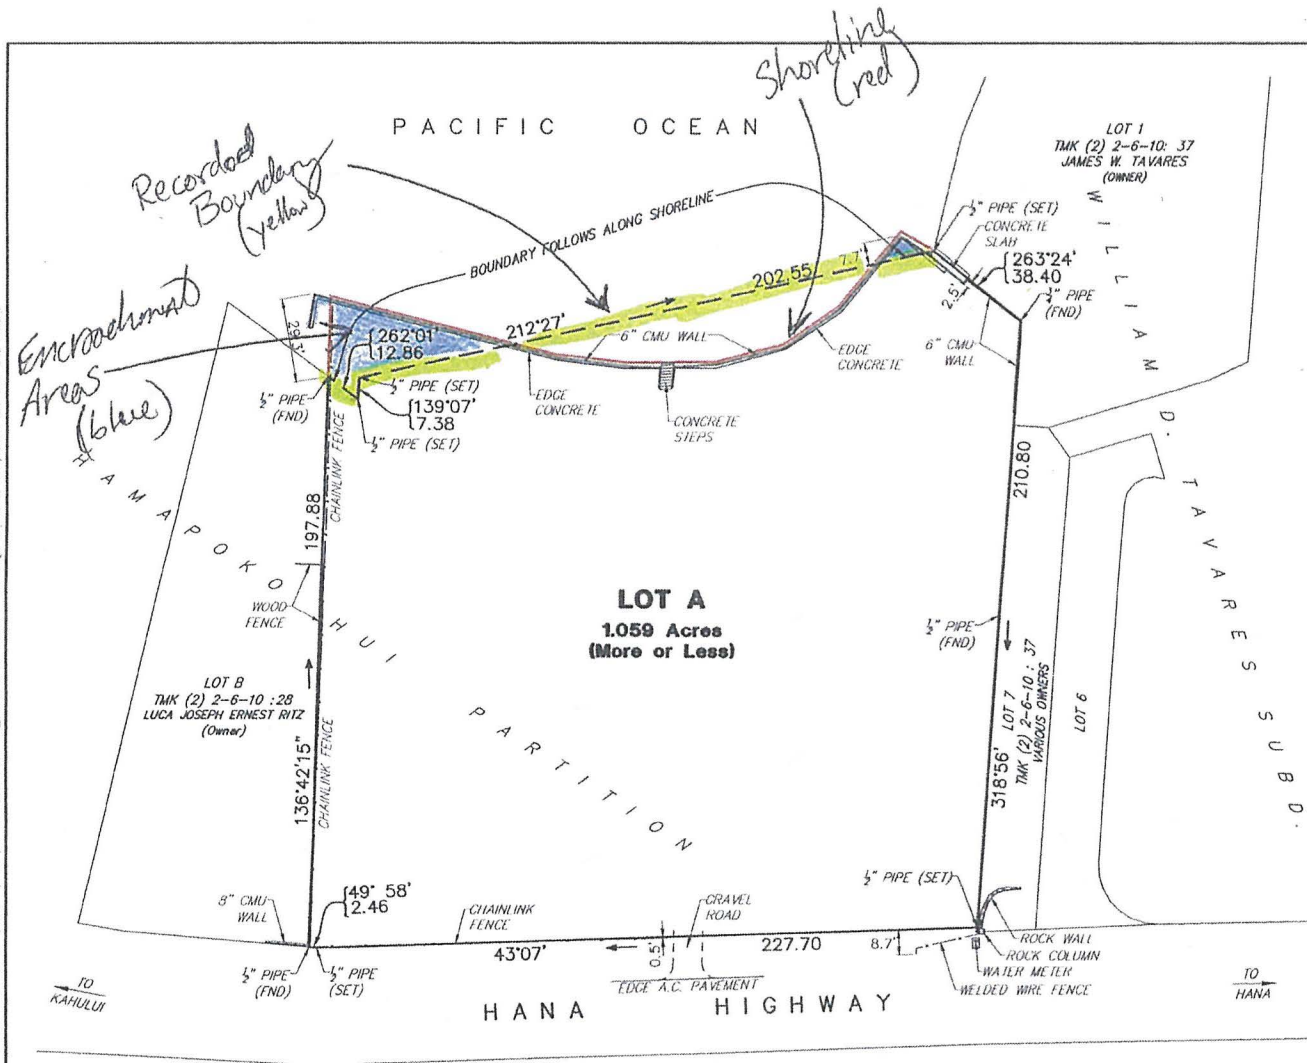 Shoreline
(red)
PACIFIC OCEAN
Recorded
Boundary
(yellow)
LOT 1
TMK (2) 2-6-10: 37
JAMES W. TAVARES
(OWNER)
BOUNDARY FOLLOWS ALONG SHORELINE
½" PIPE (SET)
CONCRETE
SLAB
263°24'
38.40
½" PIPE
(FND)
7.7'
202.55
2.5'
Encroachment
Areas
(blue)
262°01'
12.86
212°27'
6" CMU WALL
EDGE
CONCRETE
6" CMU
WALL
½" PIPE
(FND)
½" PIPE (SET)
139°07'
7.38
½" PIPE (SET)
EDGE
CONCRETE
CONCRETE
STEPS
WILLIAM D. TAVARES SUBD.
HAMAPOKO HUI PARTITION
CHAINLINK FENCE
197.88
210.80
WOOD
FENCE
LOT A
1.059 Acres
(More or Less)
½" PIPE
(FND)
LOT B
TMK (2) 2-6-10 :28
LUCA JOSEPH ERNEST RITZ
(Owner)
136°42'15"
CHAINLINK FENCE
318°56'
LOT 7
TMK (2) 2-6-10 : 37
VARIOUS OWNERS
LOT 6
8" CMU
WALL
49° 58'
2.46
CHAINLINK
FENCE
GRAVEL
ROAD
½" PIPE (SET)
43°07'
0.5'
227.70
8.7'
ROCK WALL
ROCK COLUMN
WATER METER
WELDED WIRE FENCE
½" PIPE
(FND)
½" PIPE
(SET)
EDGE A.C. PAVEMENT
TO
KAHULUI
HANA HIGHWAY
TO
HANA